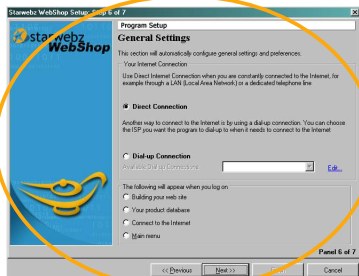 Starwebz WebShop Setup: Step 6 of 7
Program Setup
starwebz
WebShop
General Settings
This section will automatically configure general settings and preferences.
Your Internet Connection
Use Direct Internet Connection when you are constantly connected to the Internet, for
example through a LAN (Local Area Network) or a dedicated telephone line
Direct Connection
Another way to connect to the Internet is by using a dial-up connection. You can choose
the ISP you want the program to dial-up to when it needs to connect to the Internet
Dial-up Connection
Available Dial-up Connections:
Edit...
The following will appear when you log on
Building your web site
Your product database
Connect to the Internet
Main menu
Panel 6 of 7
<< Previous
Next >>
Cancel